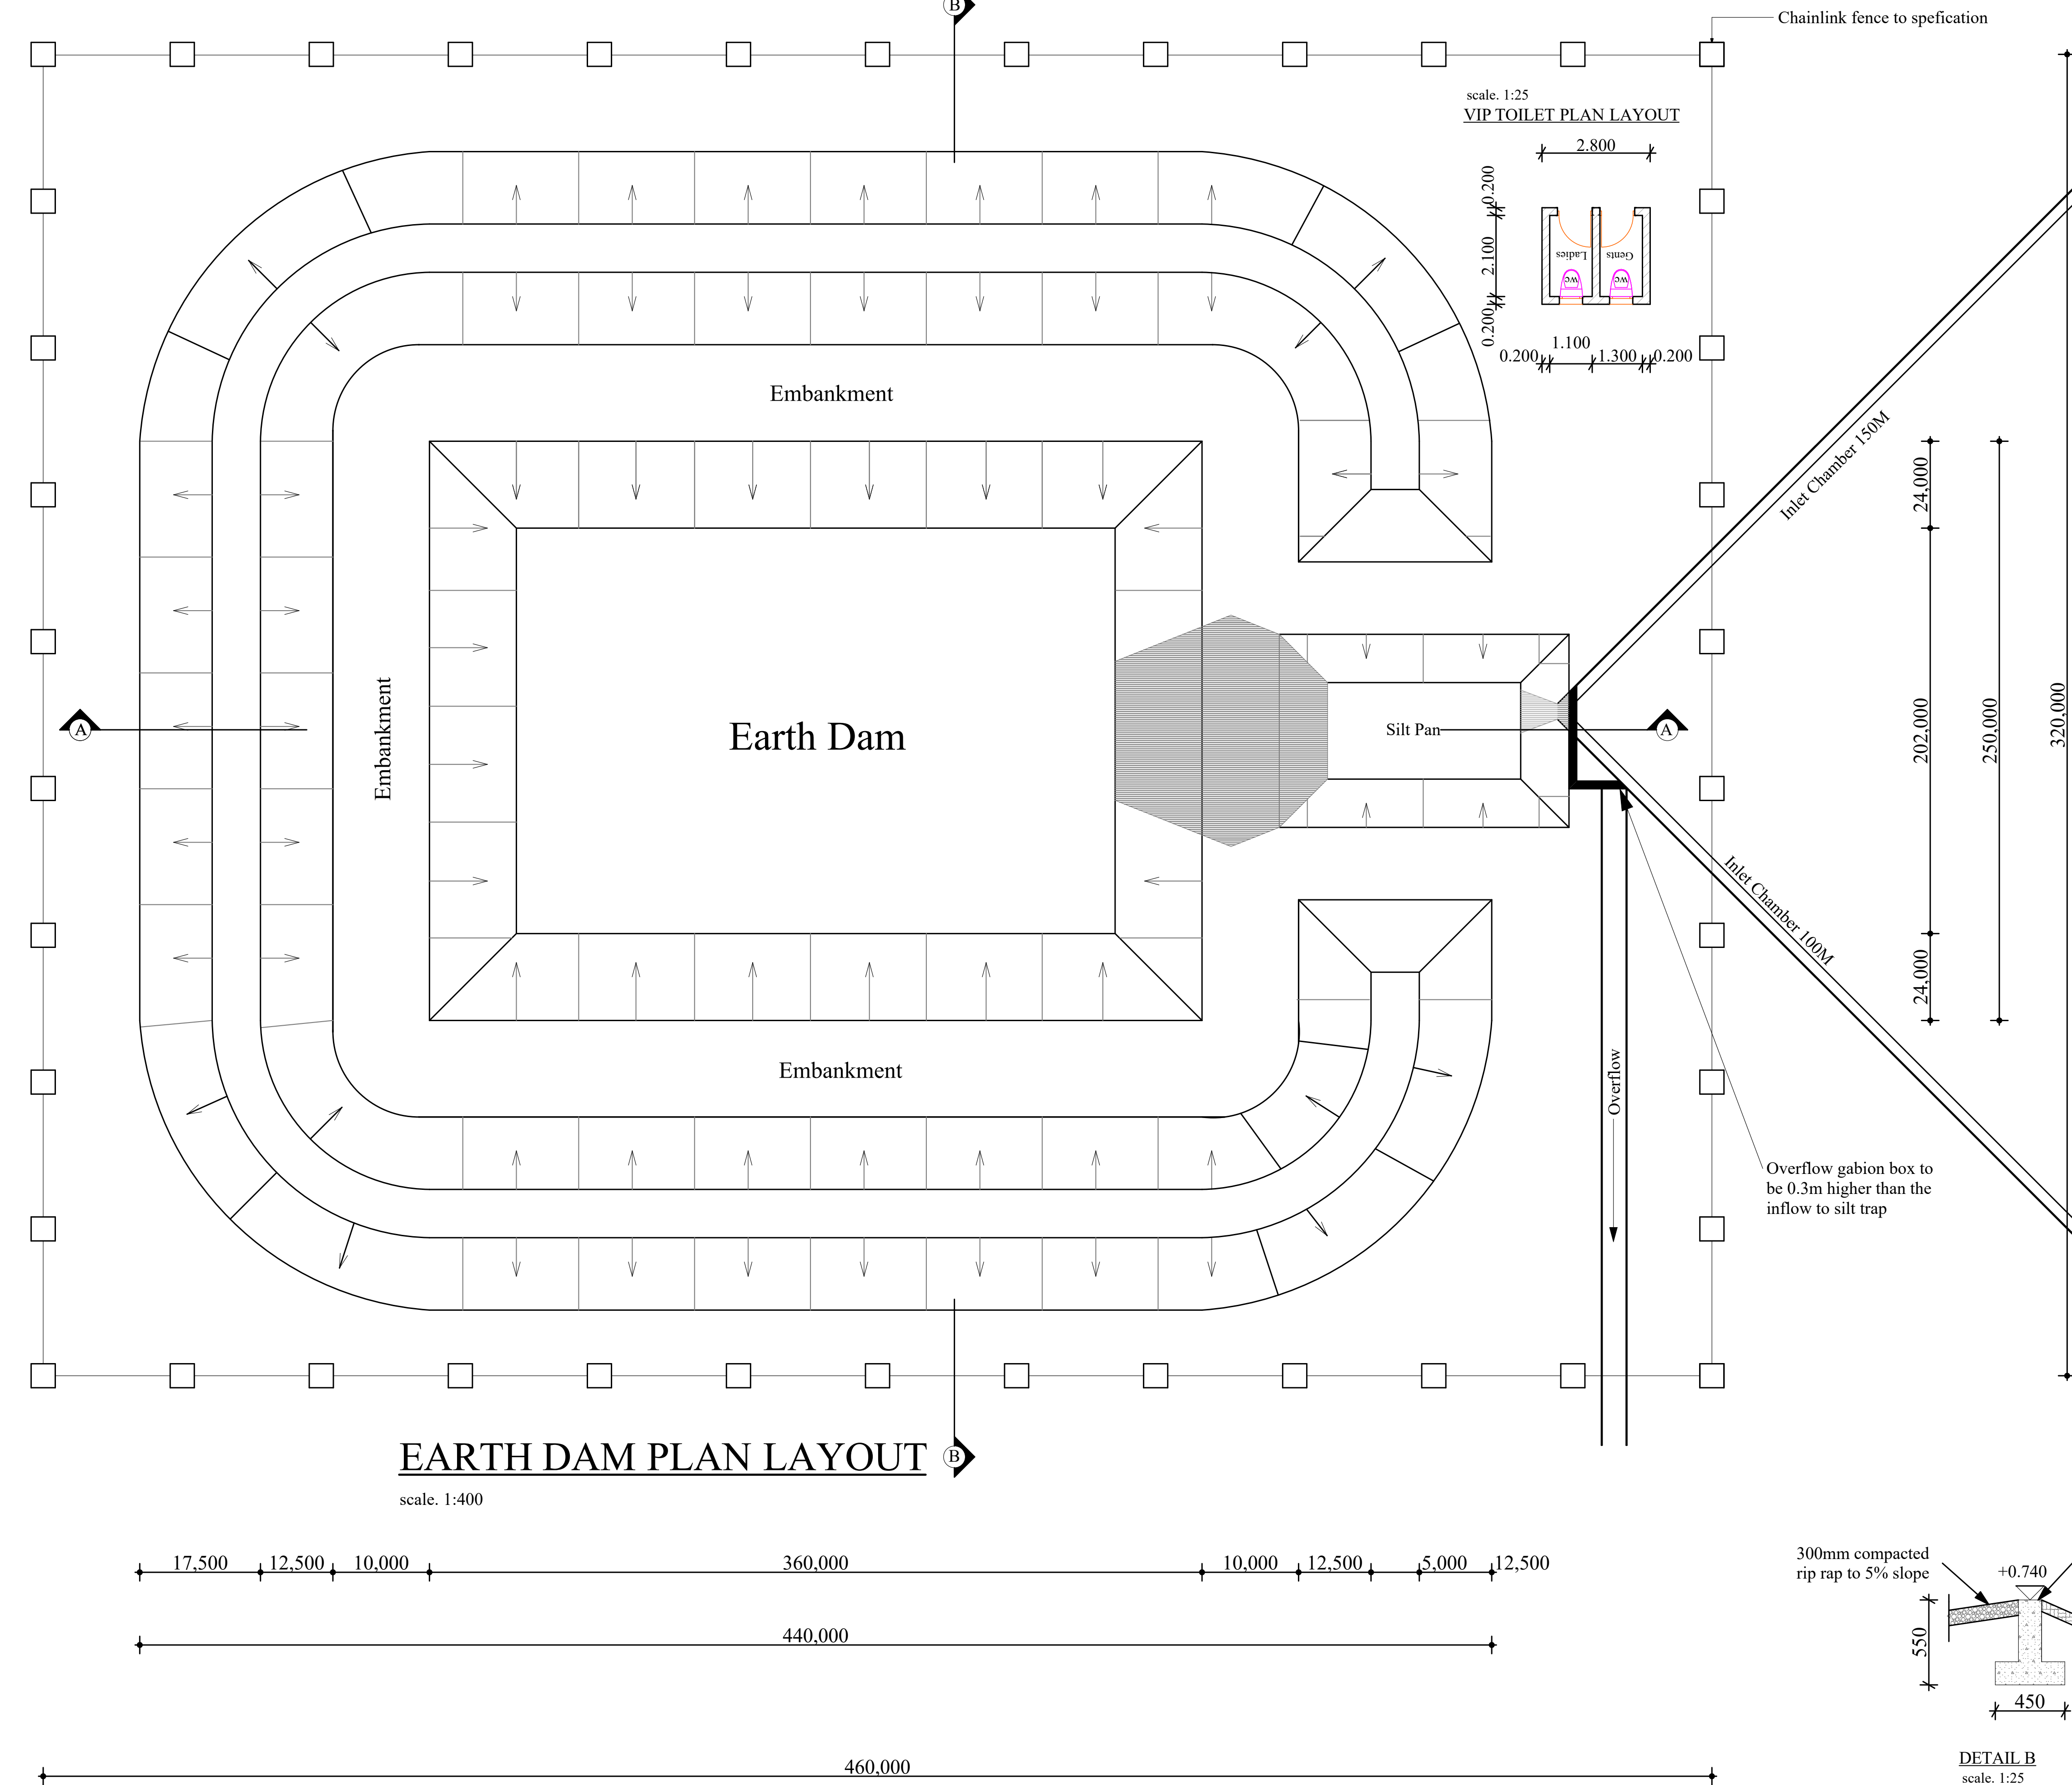 B
Chainlink fence to spefication
scale. 1:25
VIP TOILET PLAN LAYOUT
2.800
0.200
2.100
0.200
Ladies
Gents
WC
WC
1.100
0.200
1.300
0.200
Embankment
Inlet Chamber 150M
24,000
202,000
250,000
320,000
24,000
Embankment
Earth Dam
Silt Pan
A
A
Inlet Chamber 100M
Embankment
Overflow
Overflow gabion box to
be 0.3m higher than the
inflow to silt trap
EARTH DAM PLAN LAYOUT
B
scale. 1:400
17,500
12,500
10,000
360,000
10,000
12,500
5,000
12,500
440,000
460,000
300mm compacted
rip rap to 5% slope
+0.740
550
450
DETAIL B
scale. 1:25